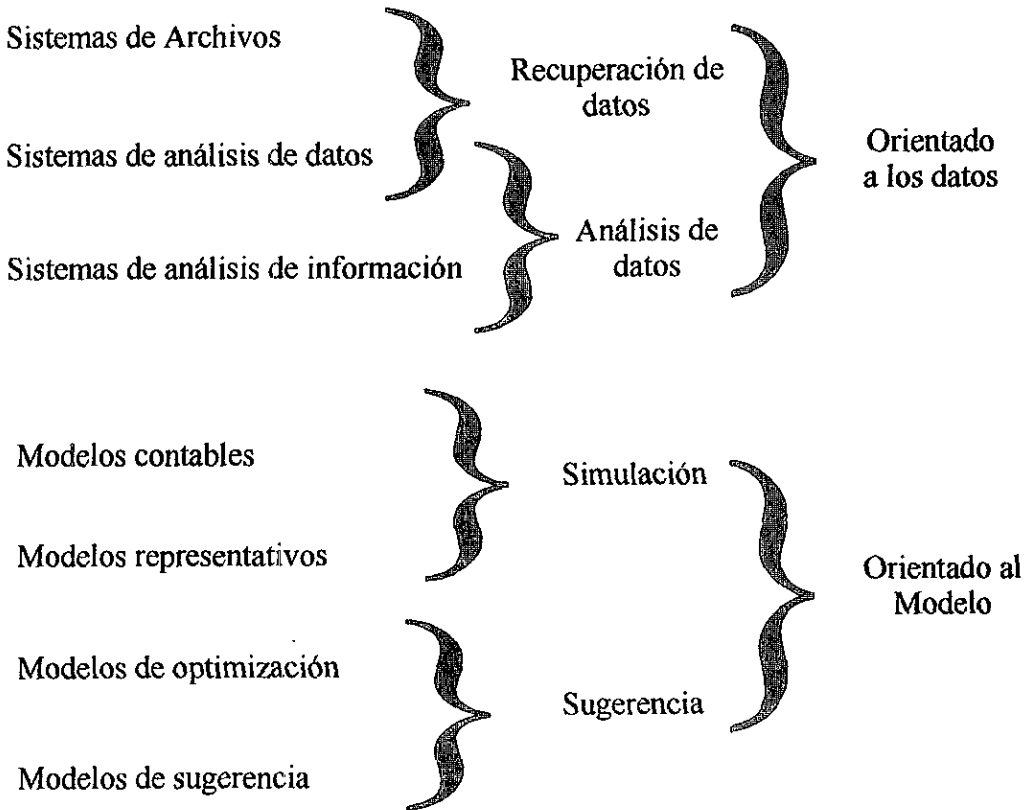 Sistemas de Archivos
Recuperación de
datos
Sistemas de análisis de datos
Orientado
a los datos
Análisis de
datos
Sistemas de análisis de información
Modelos contables
Simulación
Modelos representativos
Orientado al
Modelo
Modelos de optimización
Sugerencia
Modelos de sugerencia